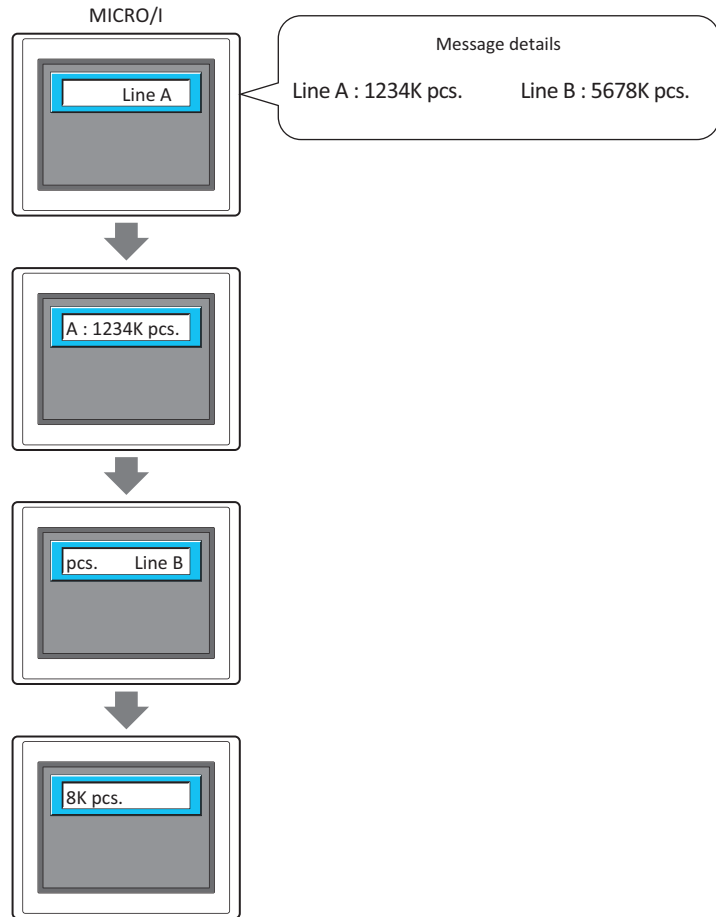 MICRO/I
Line A
Message details
Line A : 1234K pcs. Line B : 5678K pcs.
A : 1234K pcs.
pcs. Line B
8K pcs.